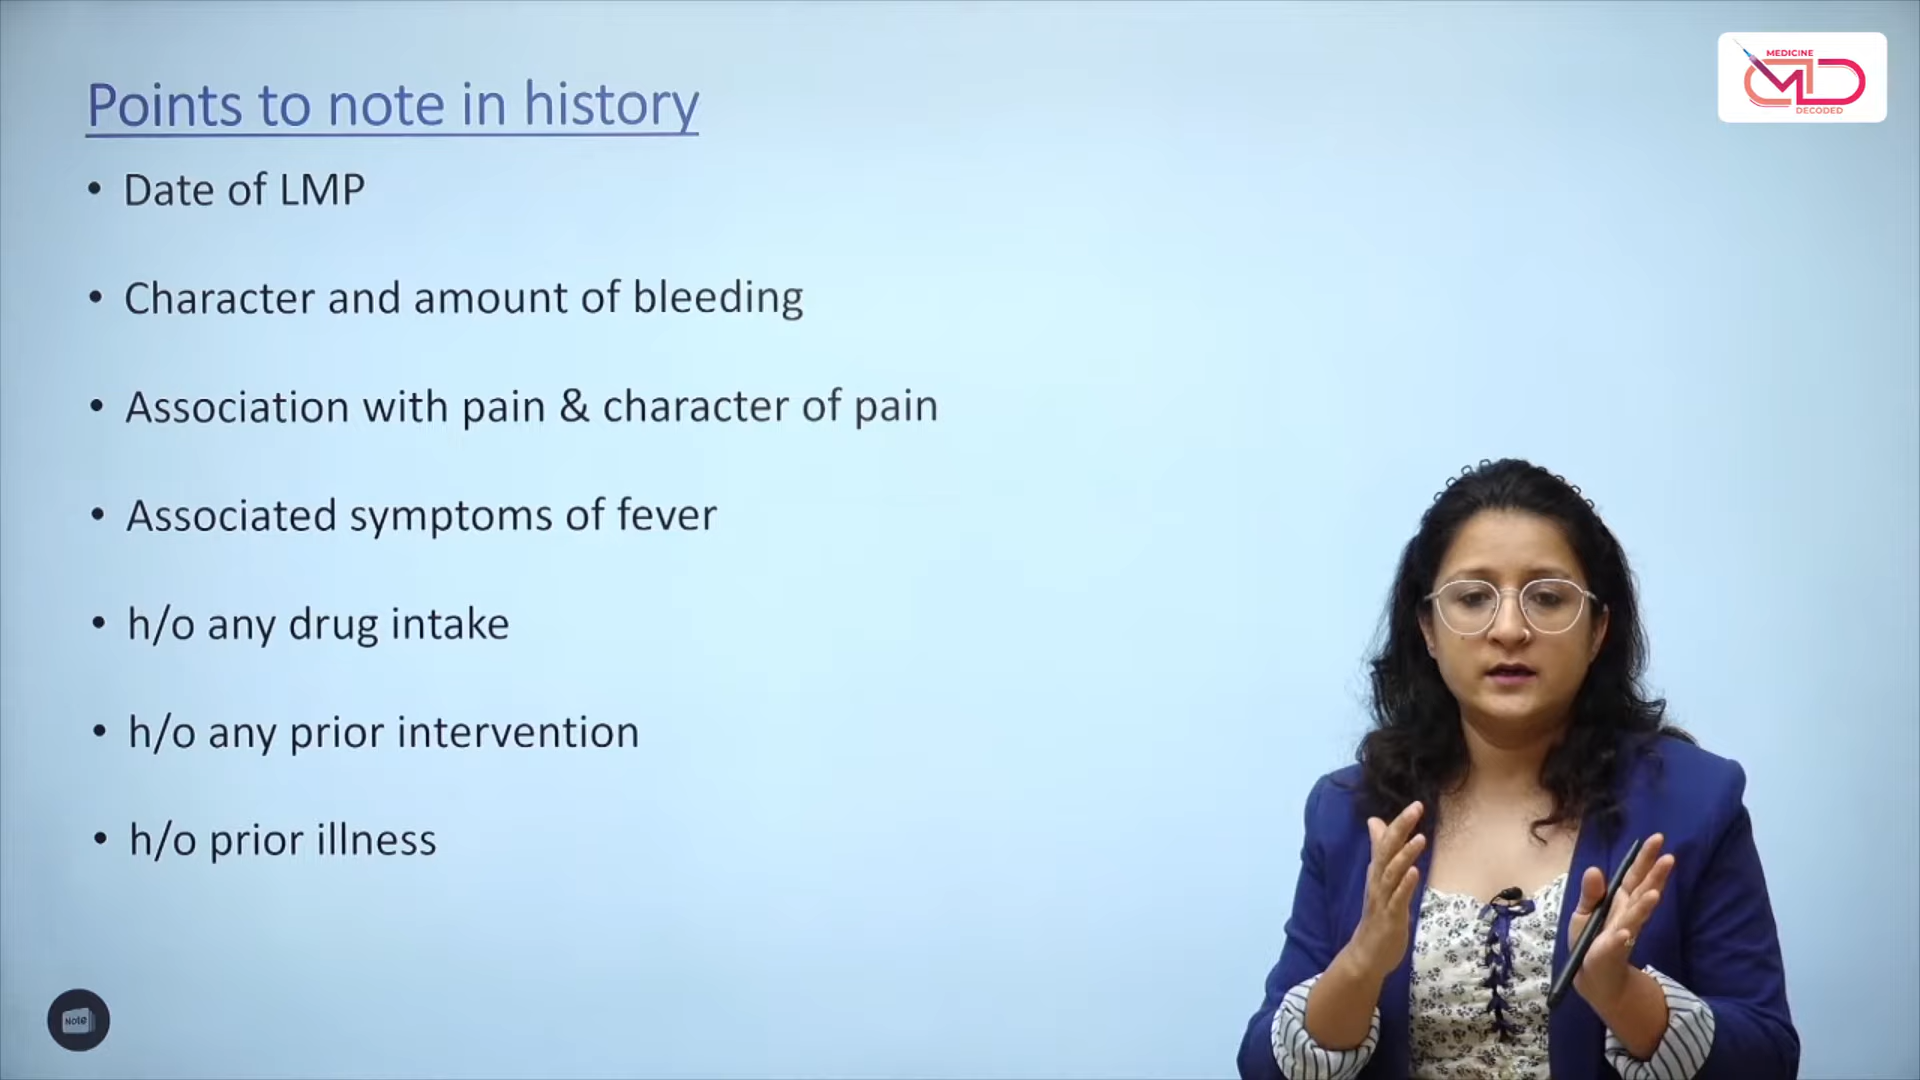 MEDICINE
MD
DECODED
Points to note in history
• Date of LMP
• Character and amount of bleeding
• Association with pain & character of pain
• Associated symptoms of fever
• h/o any drug intake
• h/o any prior intervention
• h/o prior illness
Note